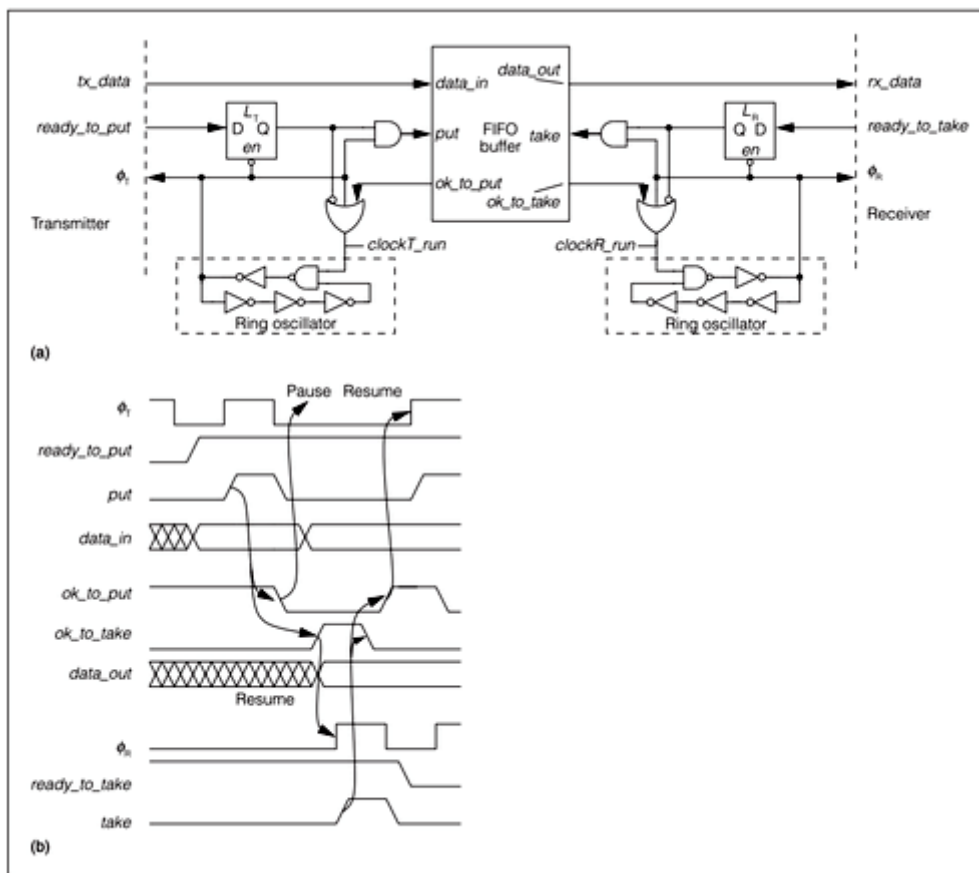 tx_data
data_in
data_out
rx_data
ready_to_put
L_T
D Q
en
put
FIFO
buffer
take
L_R
Q D
en
ready_to_take
ϕ_T
ok_to_put
ok_to_take
ϕ_R
Transmitter
Receiver
clockT_run
clockR_run
Ring oscillator
Ring oscillator
(a)
Pause
Resume
ϕ_T
ready_to_put
put
data_in
ok_to_put
ok_to_take
data_out
Resume
ϕ_R
ready_to_take
take
(b)